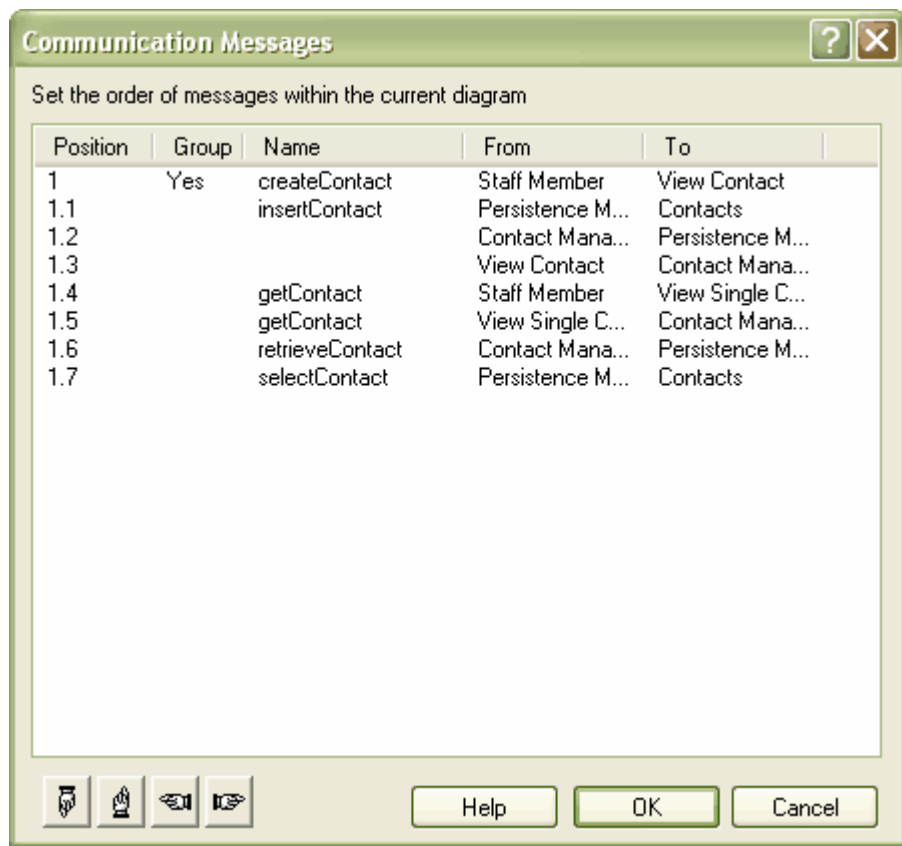 Communication Messages
Set the order of messages within the current diagram
Position Group Name From To
1 Yes createContact Staff Member View Contact
1.1 insertContact Persistence M... Contacts
1.2 Contact Mana... Persistence M...
1.3 View Contact Contact Mana...
1.4 getContact Staff Member View Single C...
1.5 getContact View Single C... Contact Mana...
1.6 retrieveContact Contact Mana... Persistence M...
1.7 selectContact Persistence M... Contacts
Help OK Cancel